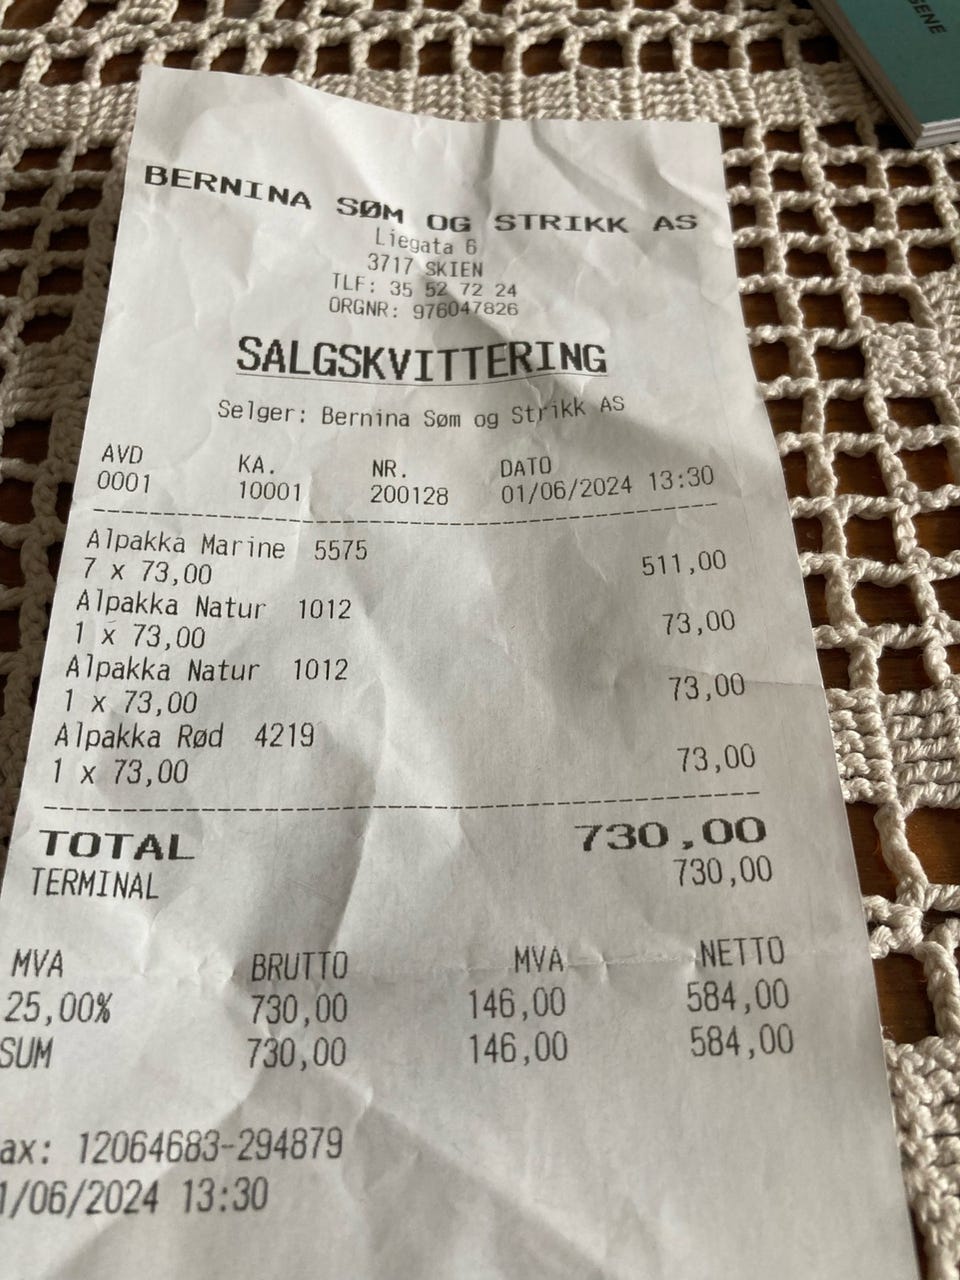 SENE
BERNINA SØM OG STRIKK AS
Liegata 6
3717 SKIEN
TLF: 35 52 72 24
ORGNR: 976047826
SALGSKVITTERING
Selger: Bernina Søm og Strikk AS
AVD KA. NR. DATO
0001 10001 200128 01/06/2024 13:30
Alpakka Marine 5575
7 x 73,00 511,00
Alpakka Natur 1012
1 x 73,00 73,00
Alpakka Natur 1012
1 x 73,00 73,00
Alpakka Rød 4219
1 x 73,00 73,00
TOTAL 730,00
TERMINAL 730,00
MVA BRUTTO MVA NETTO
25,00% 730,00 146,00 584,00
SUM 730,00 146,00 584,00
ax: 12064683-294879
1/06/2024 13:30